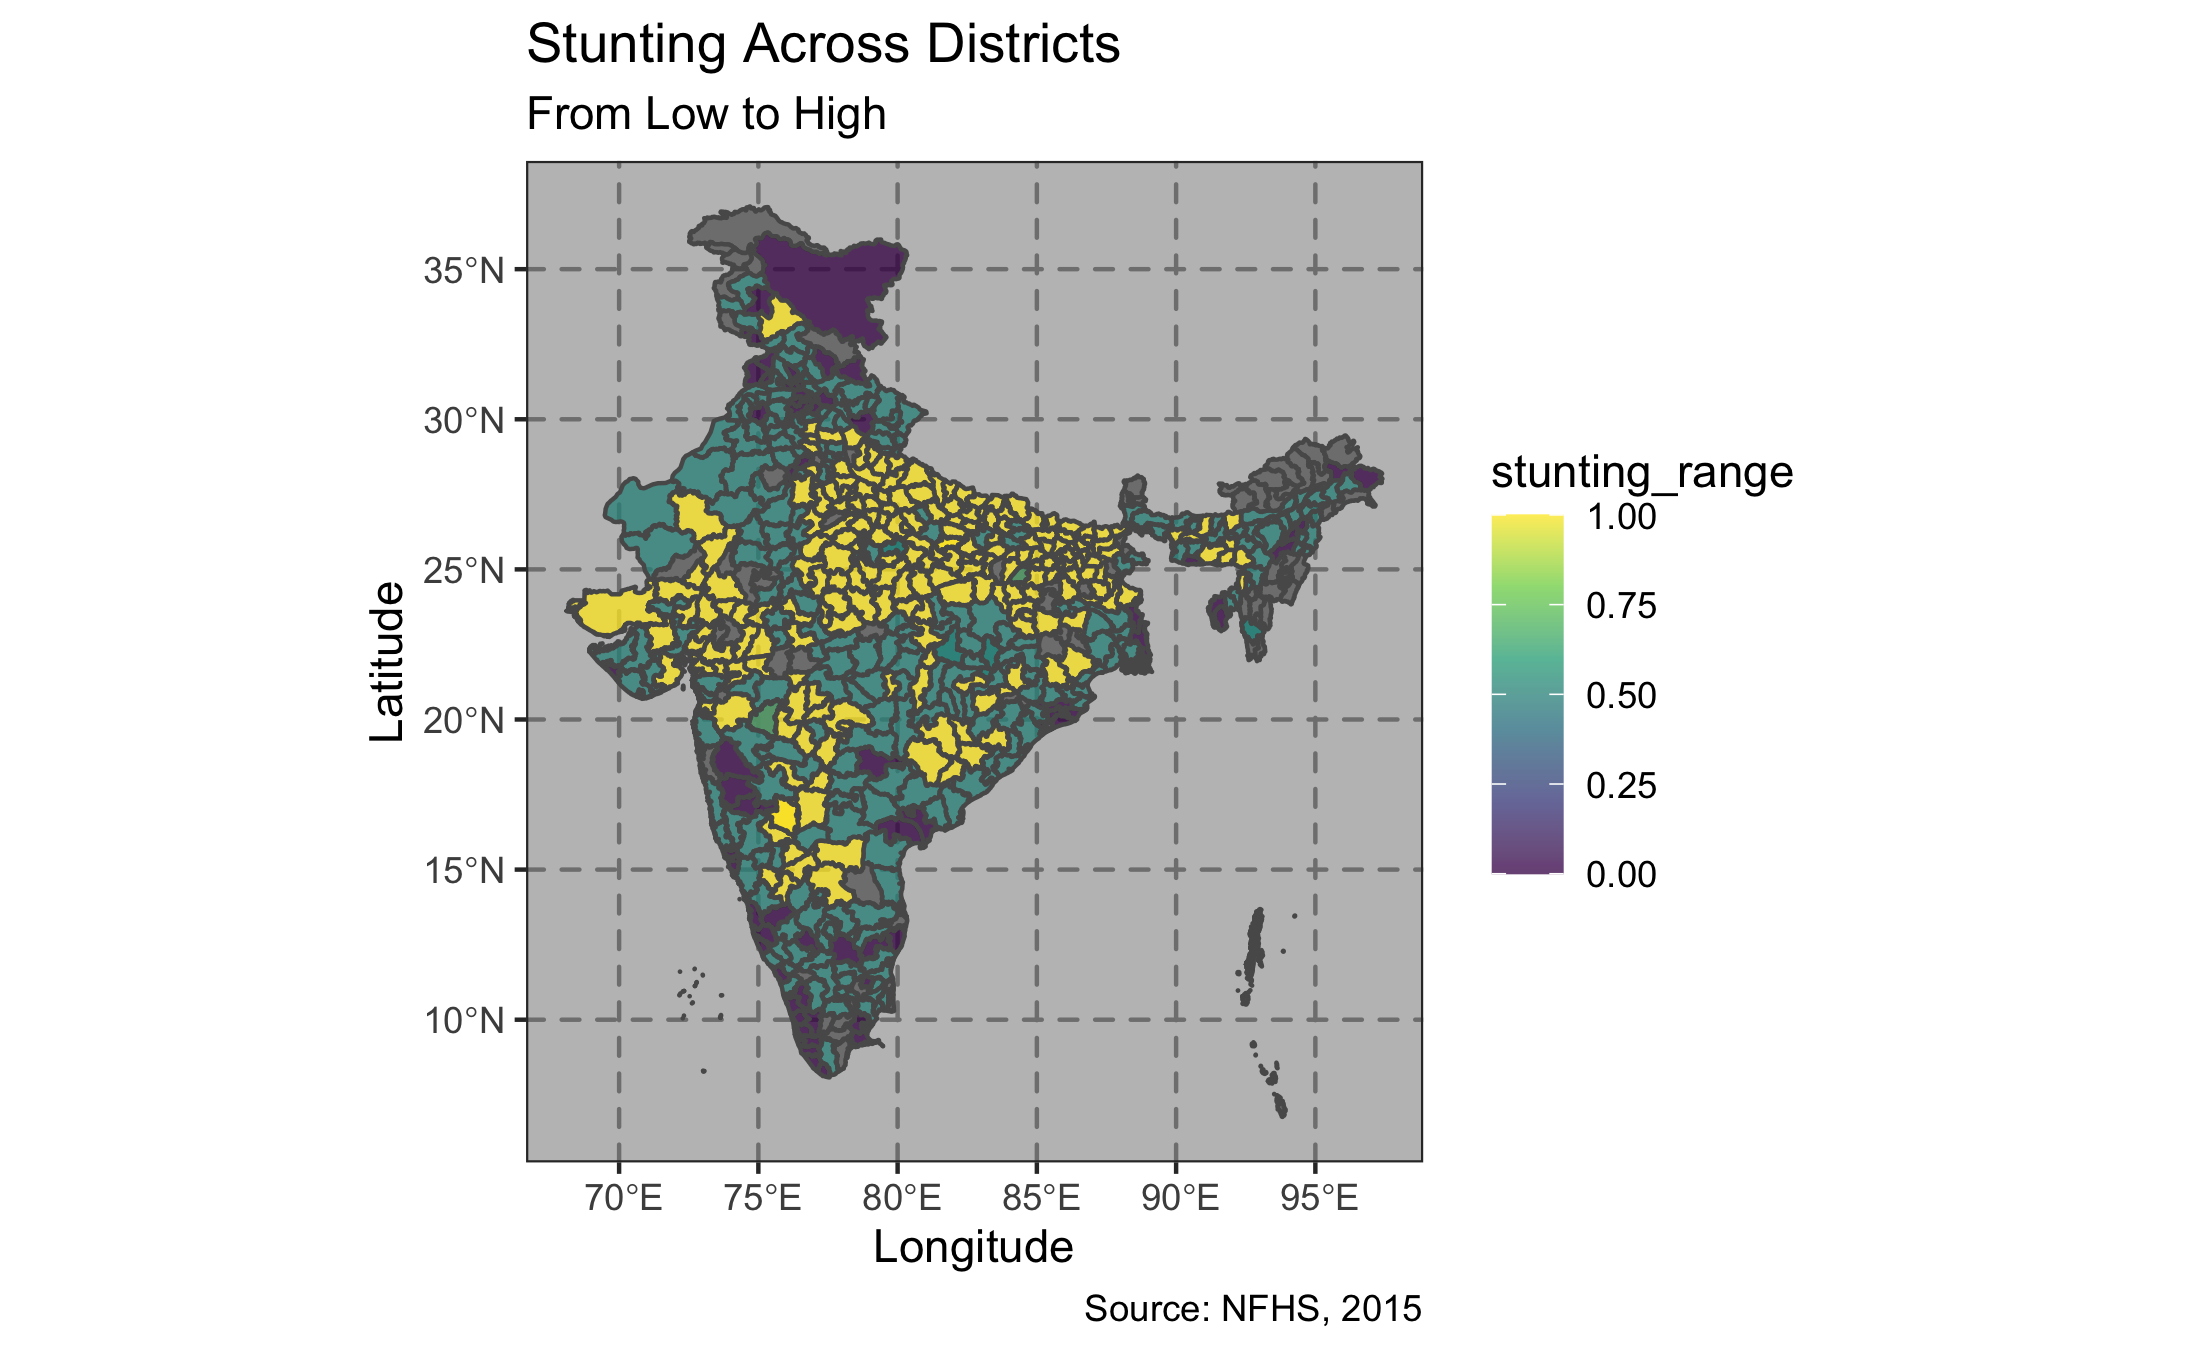 Stunting Across Districts
From Low to High
35°N
30°N
25°N
20°N
15°N
10°N
Latitude
70°E 75°E 80°E 85°E 90°E 95°E
Longitude
stunting_range
1.00
0.75
0.50
0.25
0.00
Source: NFHS, 2015